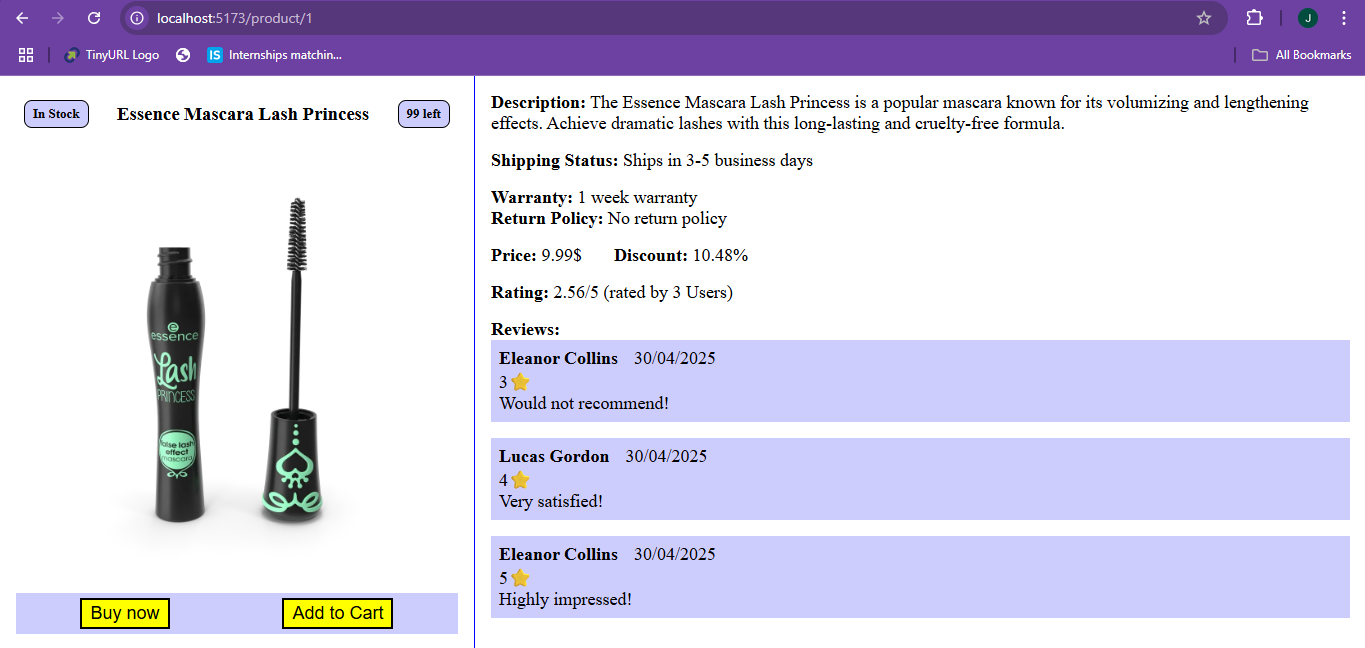 localhost:5173/product/1
J
TinyURL Logo
IS Internships matchin...
All Bookmarks
In Stock
Essence Mascara Lash Princess
99 left
essence
Lash
PRINCESS
false lash
effect
mascara
Buy now
Add to Cart
Description: The Essence Mascara Lash Princess is a popular mascara known for its volumizing and lengthening
effects. Achieve dramatic lashes with this long-lasting and cruelty-free formula.
Shipping Status: Ships in 3-5 business days
Warranty: 1 week warranty
Return Policy: No return policy
Price: 9.99$ Discount: 10.48%
Rating: 2.56/5 (rated by 3 Users)
Reviews:
Eleanor Collins 30/04/2025
3⭐
Would not recommend!
Lucas Gordon 30/04/2025
4⭐
Very satisfied!
Eleanor Collins 30/04/2025
5⭐
Highly impressed!